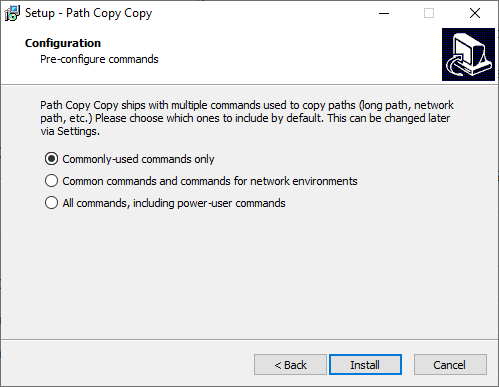 Setup - Path Copy Copy
Configuration
Pre-configure commands
Path Copy Copy ships with multiple commands used to copy paths (long path, network
path, etc.) Please choose which ones to include by default. This can be changed later
via Settings.
Commonly-used commands only
Common commands and commands for network environments
All commands, including power-user commands
< Back Install Cancel